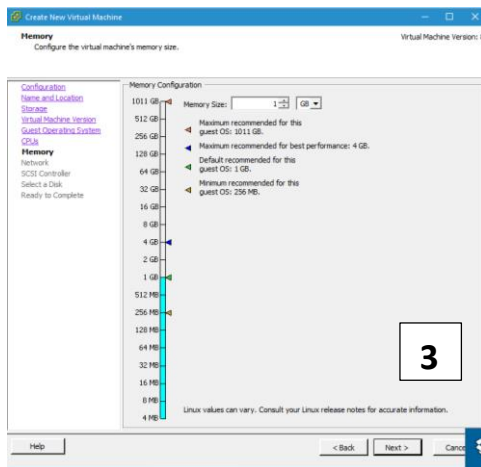 Create New Virtual Machine
Memory
Configure the virtual machine's memory size.
Virtual Machine Version:
Configuration
Name and Location
Storage
Virtual Machine Version
Guest Operating System
CPUs
Memory
Network
SCSI Controller
Select a Disk
Ready to Complete
Memory Configuration
1011 GB
512 GB
256 GB
128 GB
64 GB
32 GB
16 GB
8 GB
4 GB
2 GB
1 GB
512 MB
256 MB
128 MB
64 MB
32 MB
16 MB
8 MB
4 MB
Memory Size: 1 GB
Maximum recommended for this
guest OS: 1011 GB.
Maximum recommended for best performance: 4 GB.
Default recommended for this
guest OS: 1 GB.
Minimum recommended for this
guest OS: 256 MB.
3
Linux values can vary. Consult your Linux release notes for accurate information.
Help
< Back
Next >
Cance